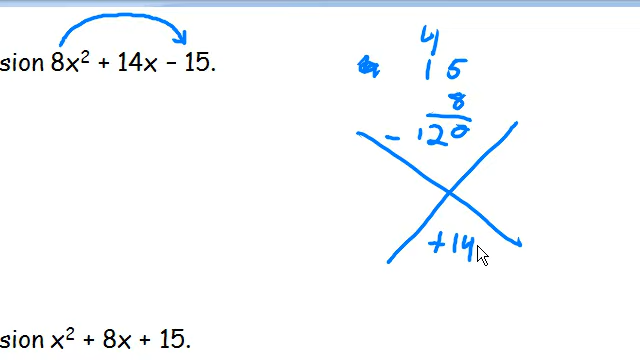 sion 8x² + 14x – 15.
4
15
8
- 120
+14
sion x² + 8x + 15.